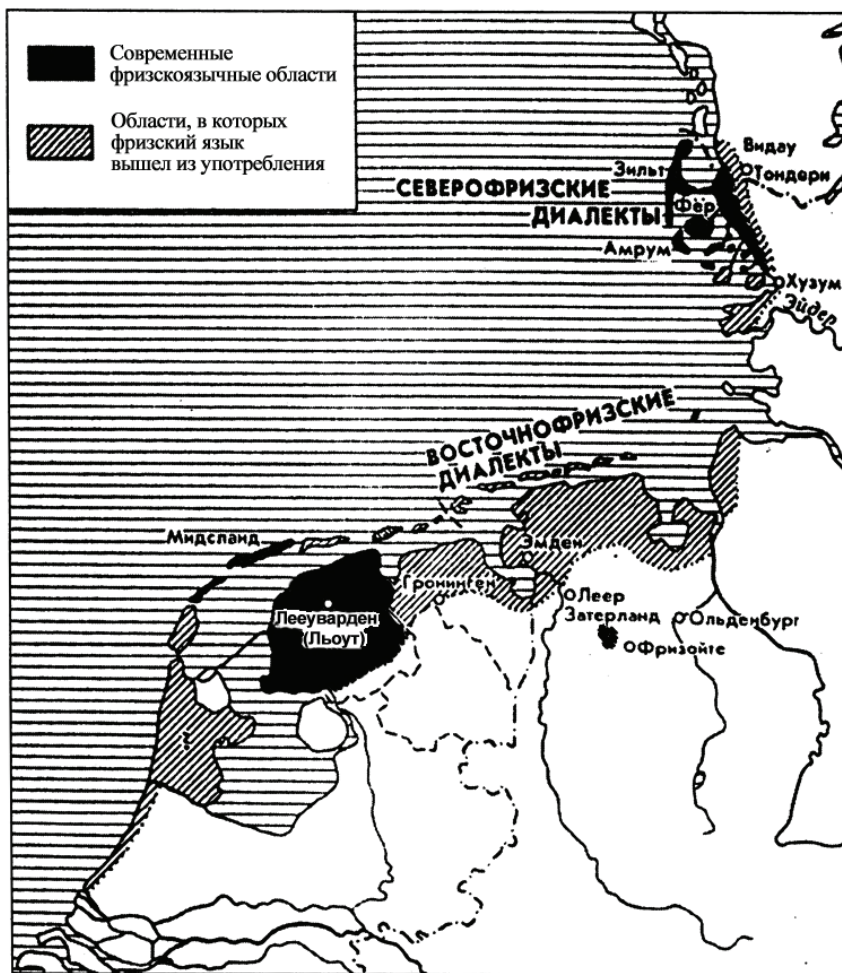 Современные
фризскоязычные области
Области, в которых
фризский язык
вышел из употребления
Видау
Зильт
Тондерн
СЕВЕРОФРИЗСКИЕ
ДИАЛЕКТЫ
Фёр
Амрум
Хузум
Эйдер
ВОСТОЧНОФРИЗСКИЕ
ДИАЛЕКТЫ
Мидсланд
Эмден
Гронинген
Леер
Лееуварден
(Льоут)
Затерланд
Ольденбург
Фризойте